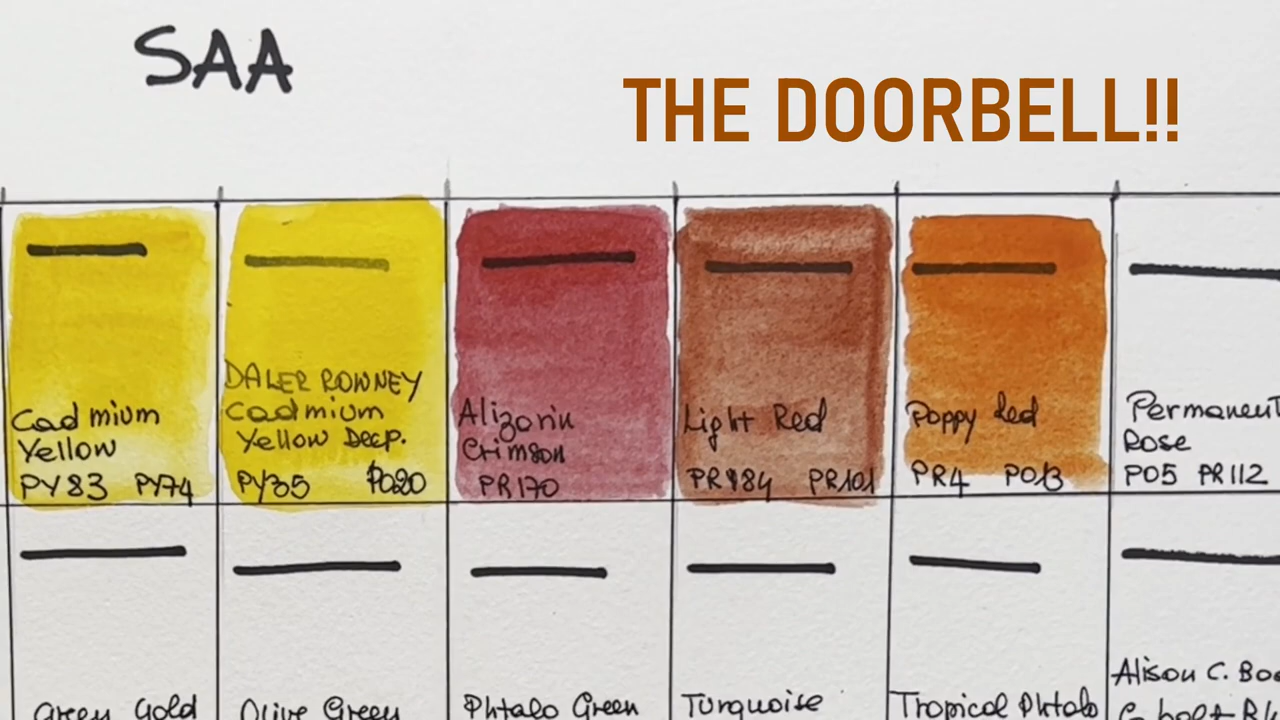 SAA
THE DOORBELL!!
Cadmium
Yellow
PY83 PY74
DALER ROWNEY
Cadmium
Yellow Deep.
PY35 PO20
Alizarin
Crimson
PR170
Light Red
PR184 PR101
Poppy Red
PR4 PO13
Permanent
Rose
PO5 PR112
Green Gold
Olive Green
Phtalo Green
Turquoise
Tropical Phtalo
Alison C.